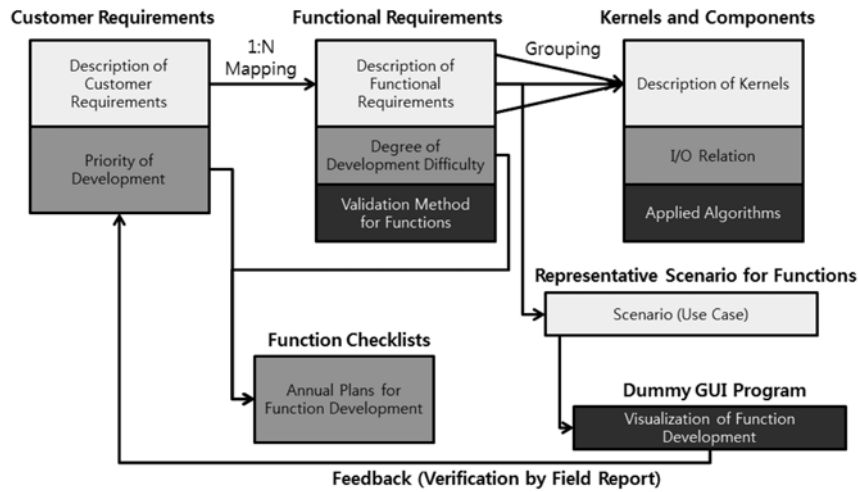 Customer Requirements
Functional Requirements
Kernels and Components
Description of
Customer
Requirements
1:N
Mapping
Description of
Functional
Requirements
Grouping
Description of Kernels
Priority of
Development
Degree of
Development Difficulty
I/O Relation
Validation Method
for Functions
Applied Algorithms
Representative Scenario for Functions
Scenario (Use Case)
Function Checklists
Annual Plans for
Function Development
Dummy GUI Program
Visualization of Function
Development
Feedback (Verification by Field Report)